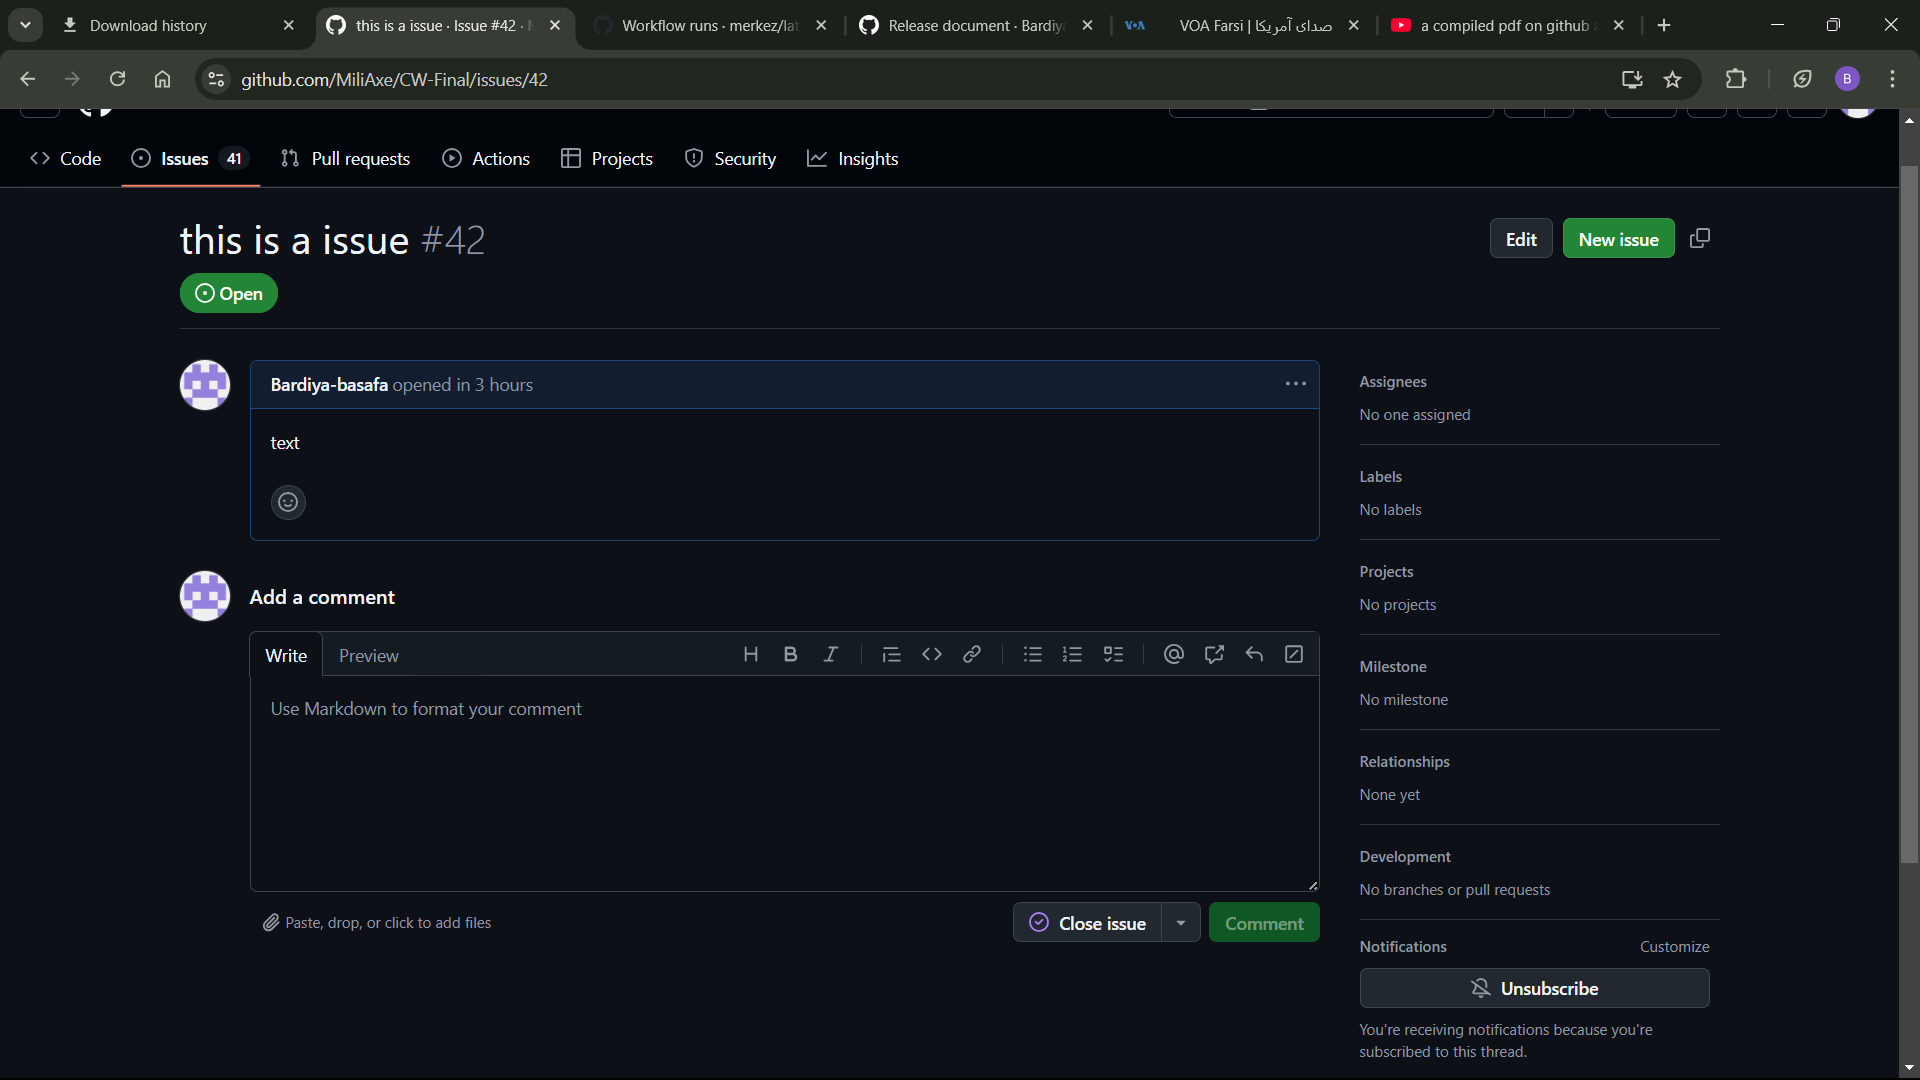 Download history
this is a issue · Issue #42 ·
Workflow runs · merkez/lat
Release document · Bardiy
VOA
VOA Farsi | صدای آمریکا
a compiled pdf on github
github.com/MiliAxe/CW-Final/issues/42
B
Code
Issues 41
Pull requests
Actions
Projects
Security
Insights
this is a issue #42
Edit
New issue
Open
Bardiya-basafa opened in 3 hours
text
Add a comment
Write
Preview
Use Markdown to format your comment
Paste, drop, or click to add files
Close issue
Comment
Assignees
No one assigned
Labels
No labels
Projects
No projects
Milestone
No milestone
Relationships
None yet
Development
No branches or pull requests
Notifications
Customize
Unsubscribe
You're receiving notifications because you're
subscribed to this thread.